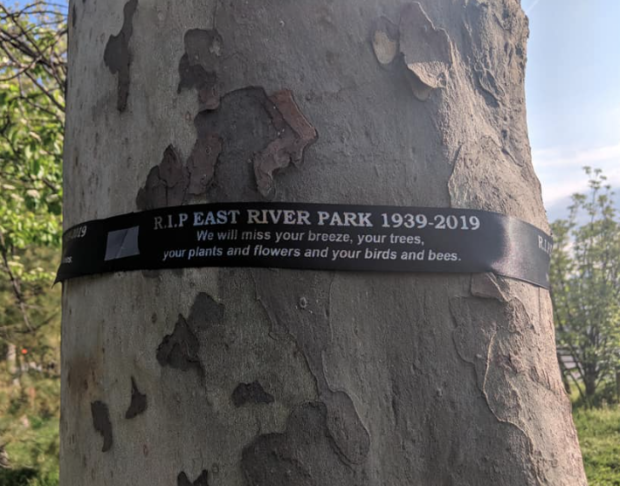 R.I.P EAST RIVER PARK 1939-2019
We will miss your breeze, your trees,
your plants and flowers and your birds and bees.